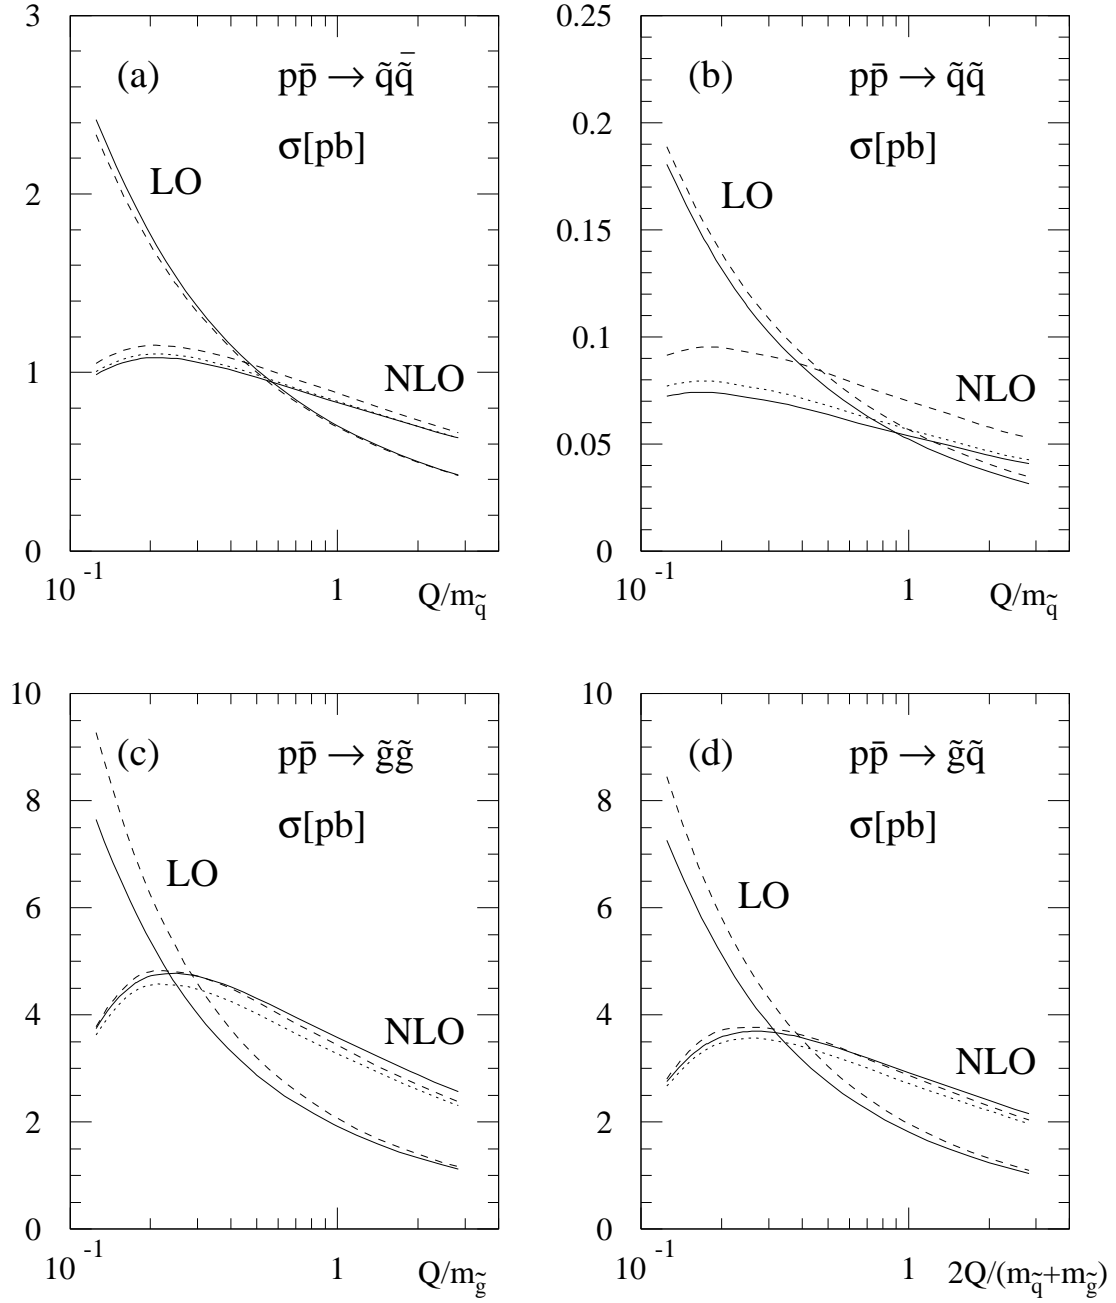 (a) pp̄ → q̃q̃̄
σ[pb]
LO
NLO
3
2
1
0
10⁻¹
1
Q/m_q̃
(b) pp̄ → q̃q̃
σ[pb]
LO
NLO
0.25
0.2
0.15
0.1
0.05
0
10⁻¹
1
Q/m_q̃
(c) pp̄ → g̃g̃
σ[pb]
LO
NLO
10
8
6
4
2
0
10⁻¹
1
Q/m_g̃
(d) pp̄ → g̃q̃
σ[pb]
LO
NLO
10
8
6
4
2
0
10⁻¹
1
2Q/(m_q̃+m_g̃)